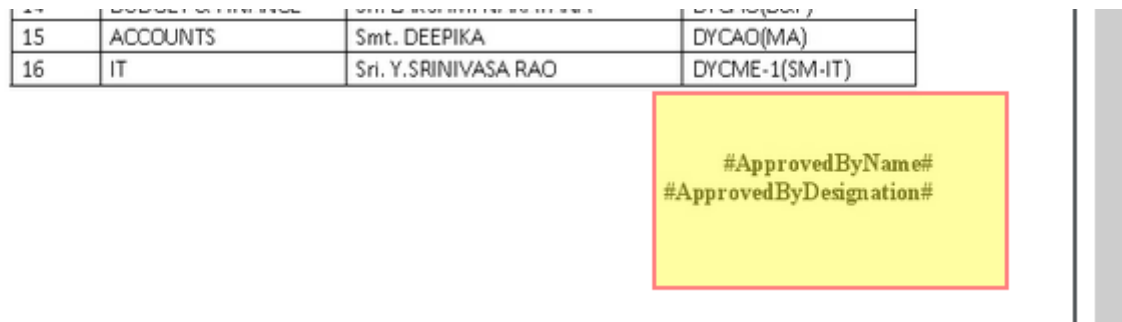 15 ACCOUNTS Smt. DEEPIKA DYCAO(MA)
16 IT Sri. Y.SRINIVASA RAO DYCME-1(SM-IT)
#ApprovedByName#
#ApprovedByDesignation#